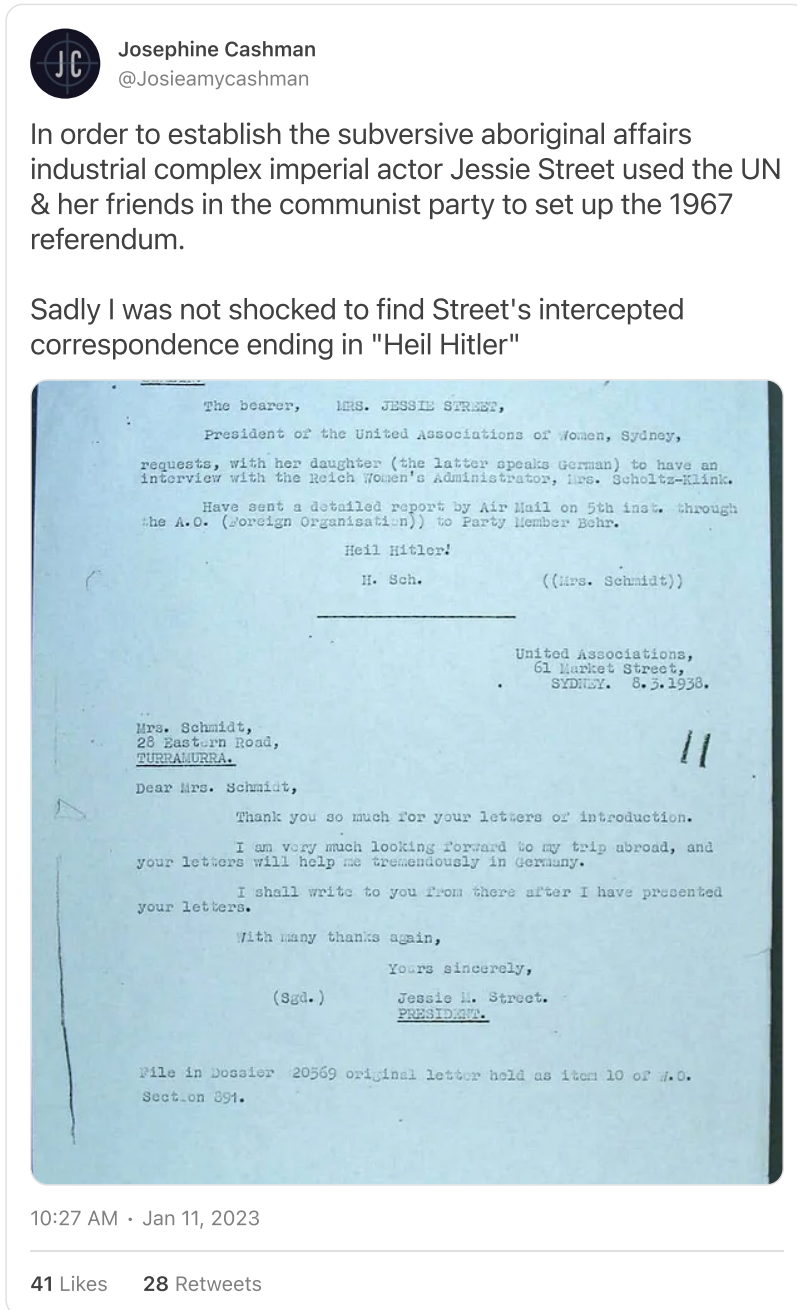 JC
Josephine Cashman
@Josieamycashman
In order to establish the subversive aboriginal affairs
industrial complex imperial actor Jessie Street used the UN
& her friends in the communist party to set up the 1967
referendum.
Sadly I was not shocked to find Street's intercepted
correspondence ending in "Heil Hitler"
The bearer, MRS. JESSIE STREET,
President of the United Associations of Women, Sydney,
requests, with her daughter (the latter speaks German) to have an
interview with the Reich Women's Administrator, Mrs. Scholtz-Klink.
Have sent a detailed report by Air Mail on 5th inst. through
the A.O. (Foreign Organisation)) to Party Member Bohr.
Heil Hitler!
H. Sch. ((Mrs. Schmidt))
United Associations,
61 Market Street,
SYDNEY. 8.3.1938.
Mrs. Schmidt,
28 Eastern Road,
TURRAMURRA.
11
Dear Mrs. Schmidt,
Thank you so much for your letters of introduction.
I am very much looking forward to my trip abroad, and
your letters will help me tremendously in Germany.
I shall write to you from there after I have presented
your letters.
With many thanks again,
Yours sincerely,
(Sgd.) Jessie M. Street.
PRESIDENT.
File in Dossier 20569 original letter held as item 10 of W.O.
Section 891.
10:27 AM · Jan 11, 2023
41 Likes 28 Retweets